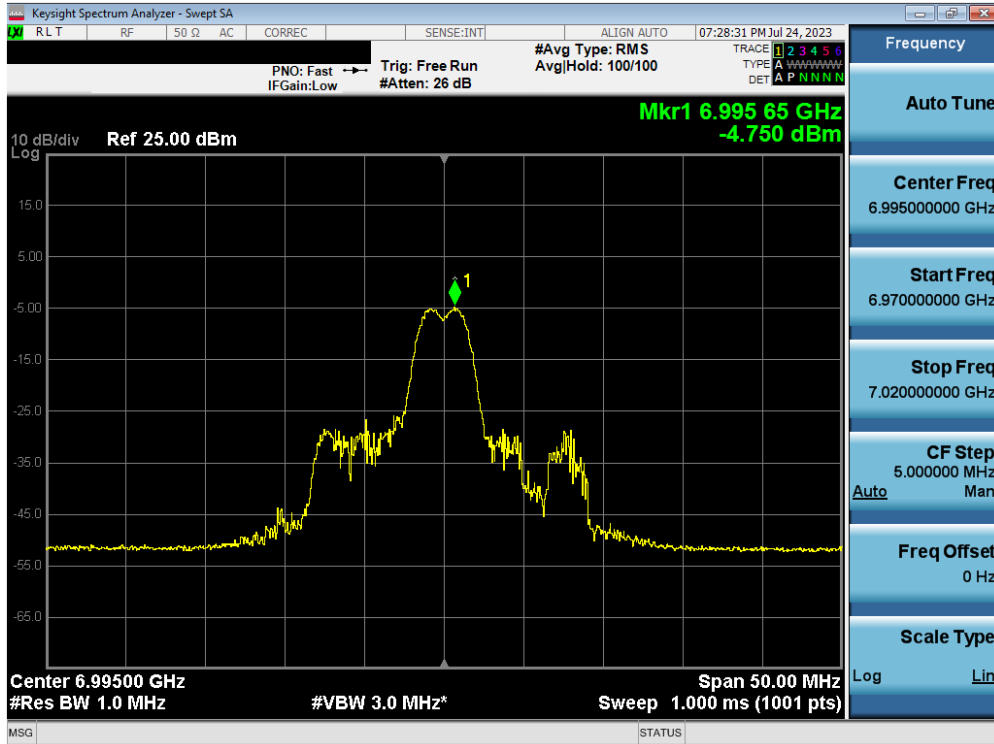 Keysight Spectrum Analyzer - Swept SA
LXI RLT RF 50 Ω AC CORREC SENSE:INT ALIGN AUTO 07:28:31 PM Jul 24, 2023
PNO: Fast Trig: Free Run #Avg Type: RMS TRACE 1 2 3 4 5 6
IFGain:Low #Atten: 26 dB Avg|Hold: 100/100 TYPE A WWWWW
DET A P N N N N
Mkr1 6.995 65 GHz
-4.750 dBm
10 dB/div Ref 25.00 dBm
Log
15.0
5.00
1
-5.00
-15.0
-25.0
-35.0
-45.0
-55.0
-65.0
Center 6.99500 GHz Span 50.00 MHz
#Res BW 1.0 MHz #VBW 3.0 MHz* Sweep 1.000 ms (1001 pts)
MSG STATUS
Frequency
Auto Tune
Center Freq
6.995000000 GHz
Start Freq
6.970000000 GHz
Stop Freq
7.020000000 GHz
CF Step
5.000000 MHz
Auto Man
Freq Offset
0 Hz
Scale Type
Log Lin